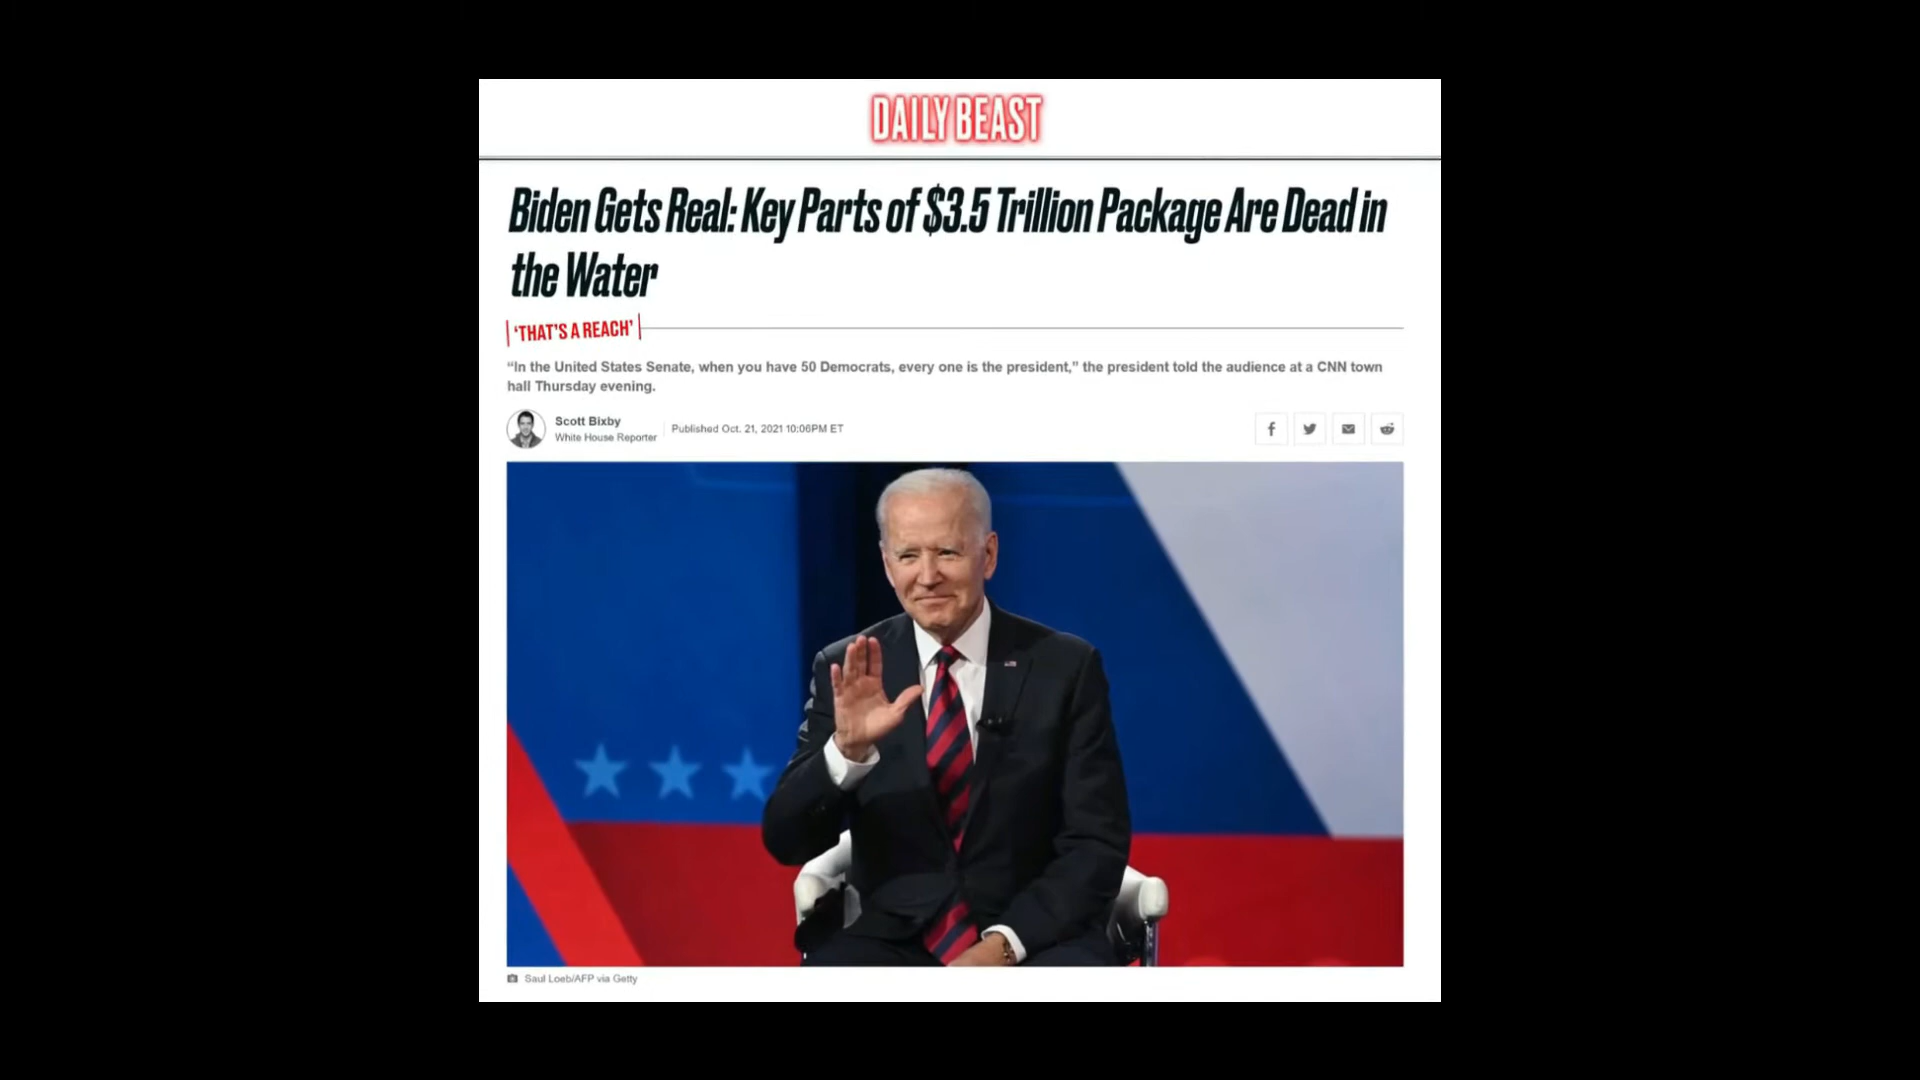 DAILY BEAST
Biden Gets Real: Key Parts of $3.5 Trillion Package Are Dead in
the Water
‘THAT’S A REACH’
“In the United States Senate, when you have 50 Democrats, every one is the president,” the president told the audience at a CNN town
hall Thursday evening.
Scott Bixby
White House Reporter
Published Oct. 21, 2021 10:06PM ET
Saul Loeb/AFP via Getty